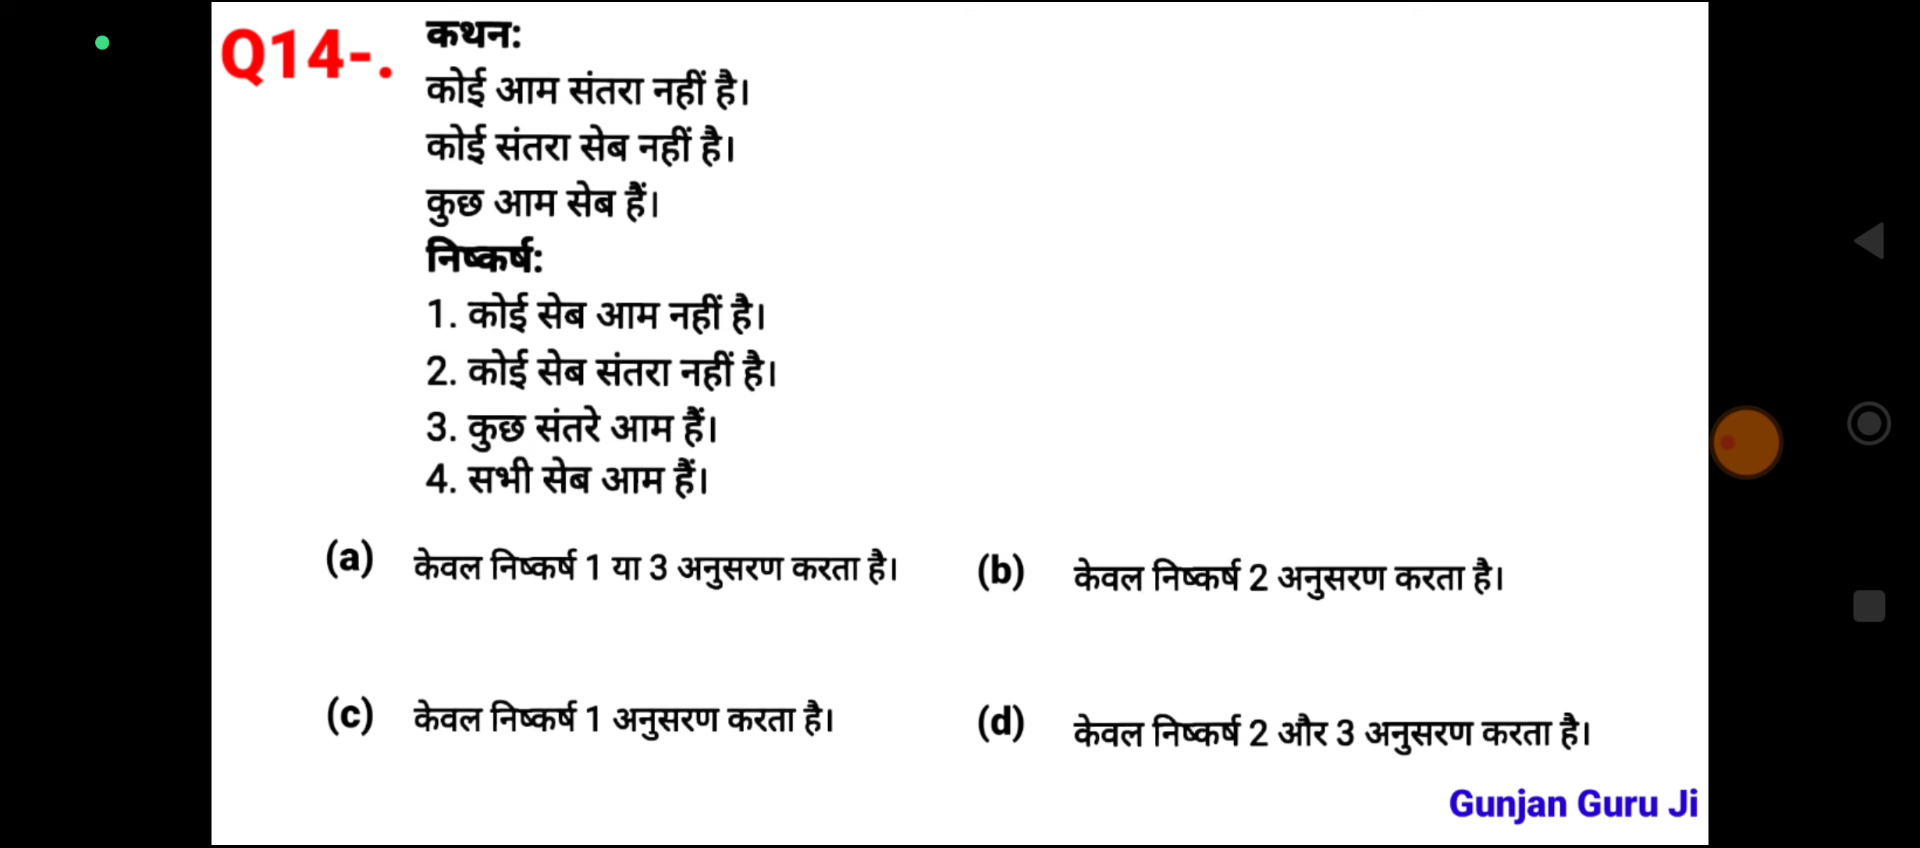 Q14-.
कथन:
कोई आम संतरा नहीं है।
कोई संतरा सेब नहीं है।
कुछ आम सेब हैं।
निष्कर्ष:
1. कोई सेब आम नहीं है।
2. कोई सेब संतरा नहीं है।
3. कुछ संतरे आम हैं।
4. सभी सेब आम हैं।
(a) केवल निष्कर्ष 1 या 3 अनुसरण करता है।
(b) केवल निष्कर्ष 2 अनुसरण करता है।
(c) केवल निष्कर्ष 1 अनुसरण करता है।
(d) केवल निष्कर्ष 2 और 3 अनुसरण करता है।
Gunjan Guru Ji